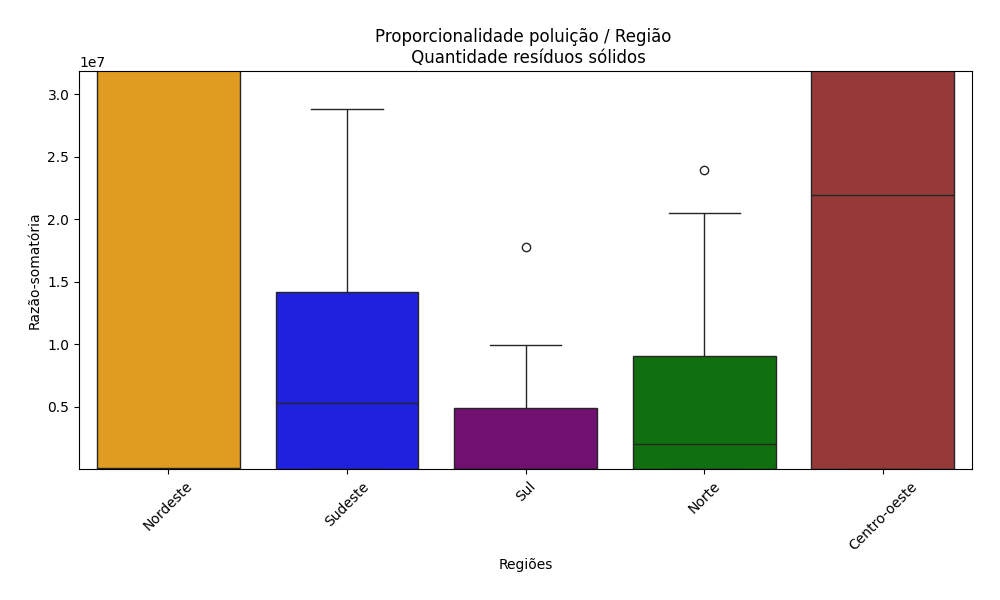 Proporcionalidade poluição / Região
Quantidade resíduos sólidos
1e7
3.0
2.5
2.0
1.5
1.0
0.5
Razão-somatória
Nordeste
Sudeste
Sul
Norte
Centro-oeste
Regiões